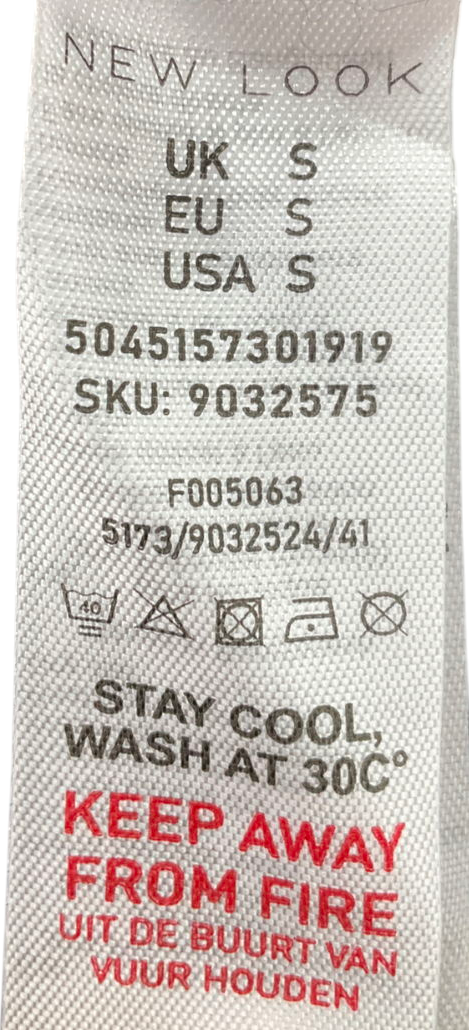 NEW LOOK
UK S
EU S
USA S
5045157301919
SKU: 9032575
F005063
5173/9032524/41
40
STAY COOL,
WASH AT 30C°
KEEP AWAY
FROM FIRE
UIT DE BUURT VAN
VUUR HOUDEN